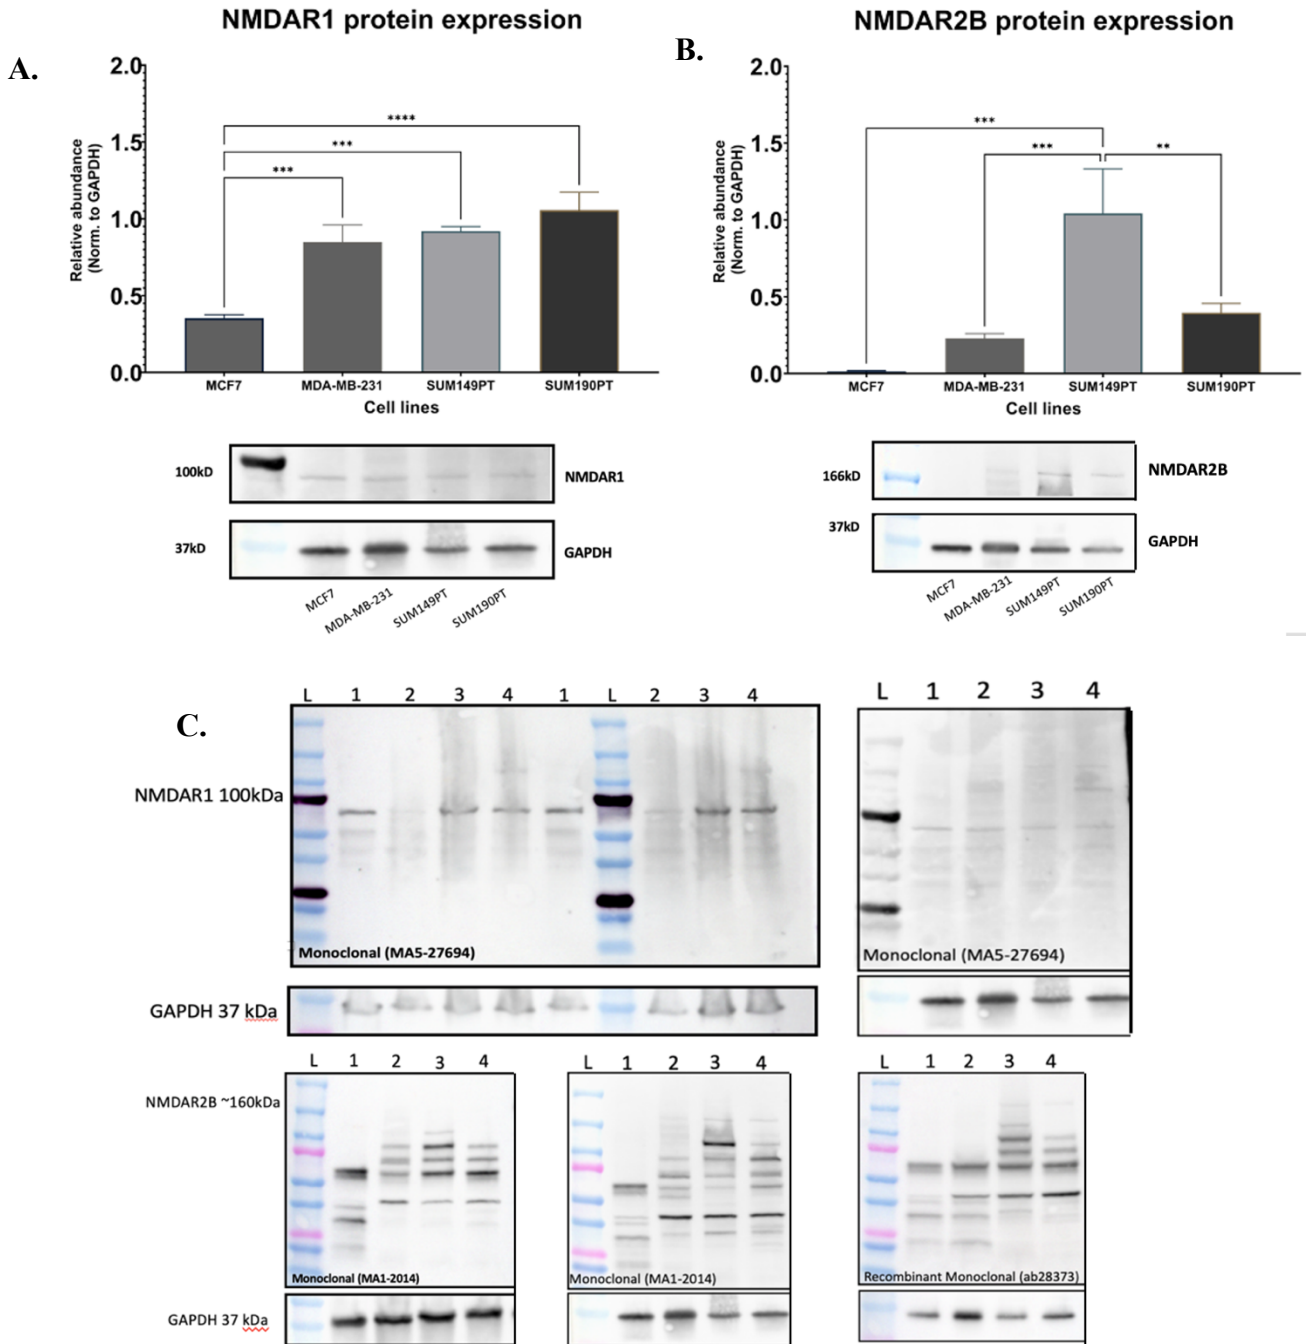 NMDAR1 protein expression
A.
2.0
1.5
1.0
0.5
0.0
Relative abundance
(Norm. to GAPDH)
****
***
***
MCF7 MDA-MB-231 SUM149PT SUM190PT
Cell lines
100kD
NMDAR1
37kD
GAPDH
MCF7 MDA-MB-231 SUM149PT SUM190PT
NMDAR2B protein expression
B.
2.0
1.5
1.0
0.5
0.0
Relative abundance
(Norm. to GAPDH)
***
*** **
MCF7 MDA-MB-231 SUM149PT SUM190PT
Cell lines
166kD
NMDAR2B
37kD
GAPDH
MCF7 MDA-MB-231 SUM149PT SUM190PT
C.
L 1 2 3 4 1 L 2 3 4
NMDAR1 100kDa
Monoclonal (MA5-27694)
GAPDH 37 kDa
L 1 2 3 4
Monoclonal (MA5-27694)
L 1 2 3 4
NMDAR2B ~160kDa
Monoclonal (MA1-2014)
GAPDH 37 kDa
L 1 2 3 4
Monoclonal (MA1-2014)
L 1 2 3 4
Recombinant Monoclonal (ab28373)